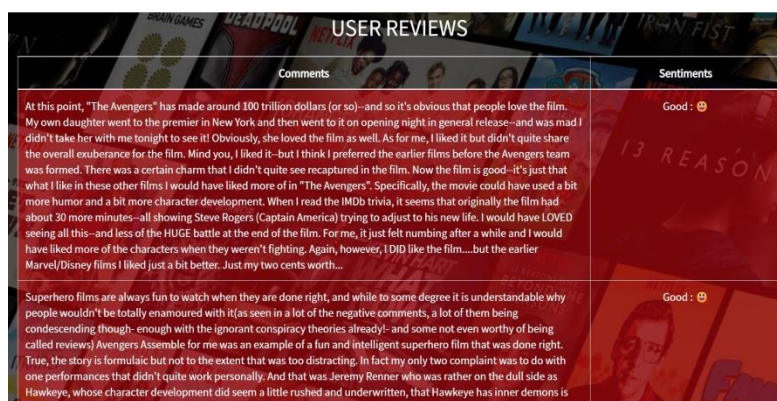 BRAIN GAMES
DEADPOOL
NETFLIX
USER REVIEWS
IRON FIST
Comments
Sentiments
At this point, "The Avengers" has made around 100 trillion dollars (or so)--and so it's obvious that people love the film.
My own daughter went to the premier in New York and then went to it on opening night in general release--and was mad I
didn't take her with me tonight to see it! Obviously, she loved the film as well. As for me, I liked it but didn't quite share
the overall exuberance for the film. Mind you, I liked it--but I think I preferred the earlier films before the Avengers team
was formed. There was a certain charm that I didn't quite see recaptured in the film. Now the film is good--it's just that
what I like in these other films I would have liked more of in "The Avengers". Specifically, the movie could have used a bit
more humor and a bit more character development. When I read the IMDb trivia, it seems that originally the film had
about 30 more minutes--all showing Steve Rogers (Captain America) trying to adjust to his new life. I would have LOVED
seeing all this--and less of the HUGE battle at the end of the film. For me, it just felt numbing after a while and I would
have liked more of the characters when they weren't fighting. Again, however, I DID like the film....but the earlier
Marvel/Disney films I liked just a bit better. Just my two cents worth...
Good : 😃
13 REASON
Superhero films are always fun to watch when they are done right, and while to some degree it is understandable why
people wouldn't be totally enamoured with it(as seen in a lot of the negative comments, a lot of them being
condescending though- enough with the ignorant conspiracy theories already!- and some not even worthy of being
called reviews) Avengers Assemble for me was an example of a fun and intelligent superhero film that was done right.
True, the story is formulaic but not to the extent that was too distracting. In fact my only two complaint was to do with
one performances that didn't quite work personally. And that was Jeremy Renner who was rather on the dull side as
Hawkeye, whose character development did seem a little rushed and underwritten, that Hawkeye has inner demons is
Good : 😃